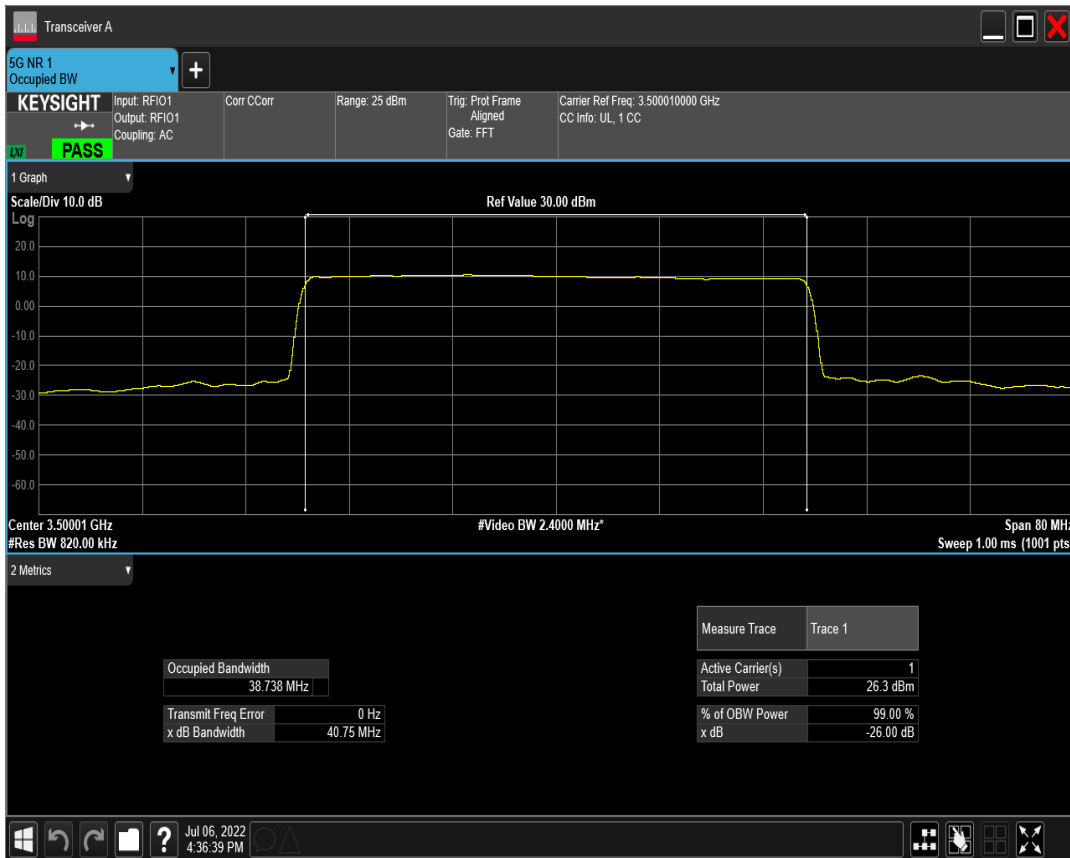 Transceiver A
5G NR 1
Occupied BW
+
KEYSIGHT
LXI
PASS
Input: RFIO1
Output: RFIO1
Coupling: AC
Corr CCorr
Range: 25 dBm
Trig: Prot Frame
Aligned
Gate: FFT
Carrier Ref Freq: 3.500010000 GHz
CC Info: UL, 1 CC
1 Graph
Scale/Div 10.0 dB
Ref Value 30.00 dBm
Log
20.0
10.0
0.00
-10.0
-20.0
-30.0
-40.0
-50.0
-60.0
Center 3.50001 GHz
#Video BW 2.4000 MHz*
Span 80 MHz
#Res BW 820.00 kHz
Sweep 1.00 ms (1001 pts
2 Metrics
Measure Trace Trace 1
Occupied Bandwidth
38.738 MHz
Active Carrier(s) 1
Total Power 26.3 dBm
Transmit Freq Error 0 Hz
x dB Bandwidth 40.75 MHz
% of OBW Power 99.00 %
x dB -26.00 dB
?
Jul 06, 2022
4:36:39 PM